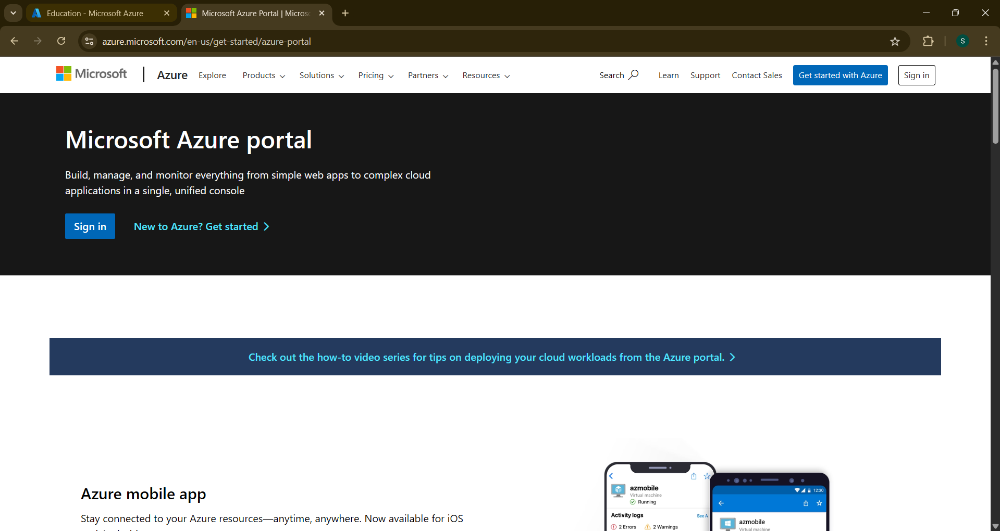 Education - Microsoft Azure
Microsoft Azure Portal | Micros
azure.microsoft.com/en-us/get-started/azure-portal
S
Microsoft
Azure
Explore
Products
Solutions
Pricing
Partners
Resources
Search
Learn
Support
Contact Sales
Get started with Azure
Sign in
Microsoft Azure portal
Build, manage, and monitor everything from simple web apps to complex cloud
applications in a single, unified console
Sign in
New to Azure? Get started
Check out the how-to video series for tips on deploying your cloud workloads from the Azure portal.
Azure mobile app
Stay connected to your Azure resources—anytime, anywhere. Now available for iOS
azmobile
Virtual machine
Running
Activity logs
See A
2 Errors
2 Warnings
12:30
azmobile
Virtual machine